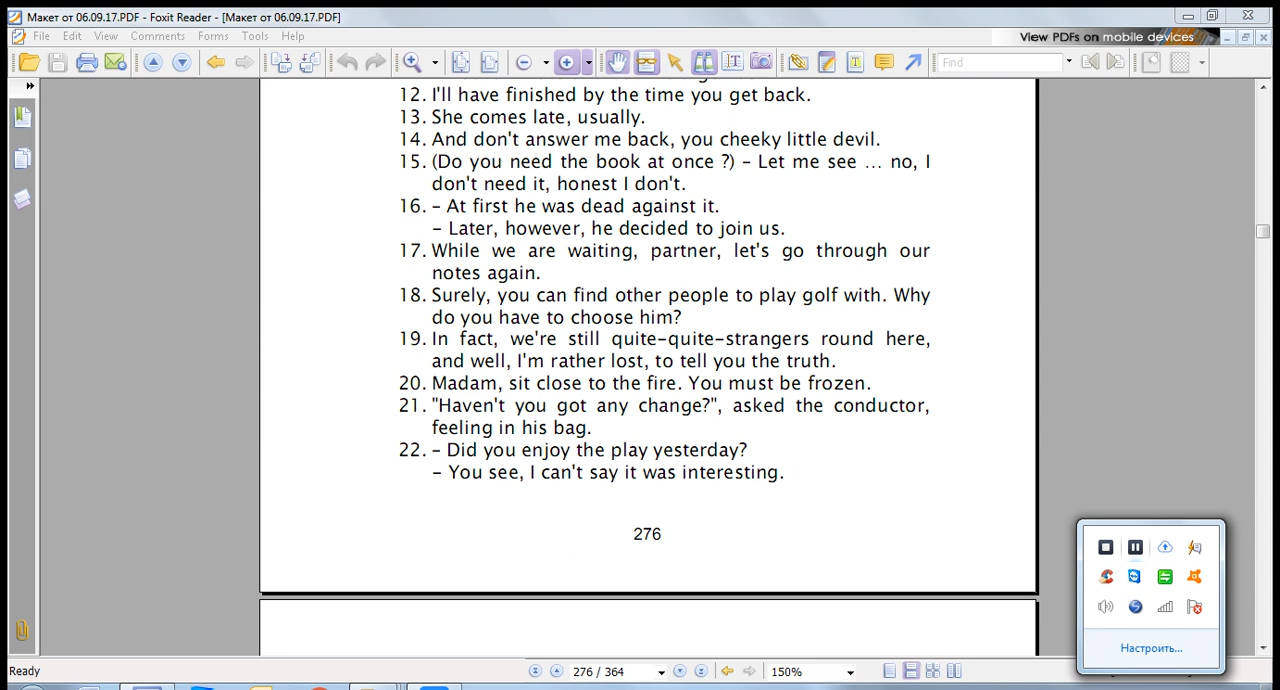 Макет от 06.09.17.PDF - Foxit Reader - [Макет от 06.09.17.PDF]
File Edit View Comments Forms Tools Help
View PDFs on mobile devices
Find
12. I'll have finished by the time you get back.
13. She comes late, usually.
14. And don't answer me back, you cheeky little devil.
15. (Do you need the book at once ?) – Let me see ... no, I
don't need it, honest I don't.
16. – At first he was dead against it.
– Later, however, he decided to join us.
17. While we are waiting, partner, let's go through our
notes again.
18. Surely, you can find other people to play golf with. Why
do you have to choose him?
19. In fact, we're still quite–quite–strangers round here,
and well, I'm rather lost, to tell you the truth.
20. Madam, sit close to the fire. You must be frozen.
21. "Haven't you got any change?", asked the conductor,
feeling in his bag.
22. – Did you enjoy the play yesterday?
– You see, I can't say it was interesting.
276
Настроить...
Ready
276 / 364
150%